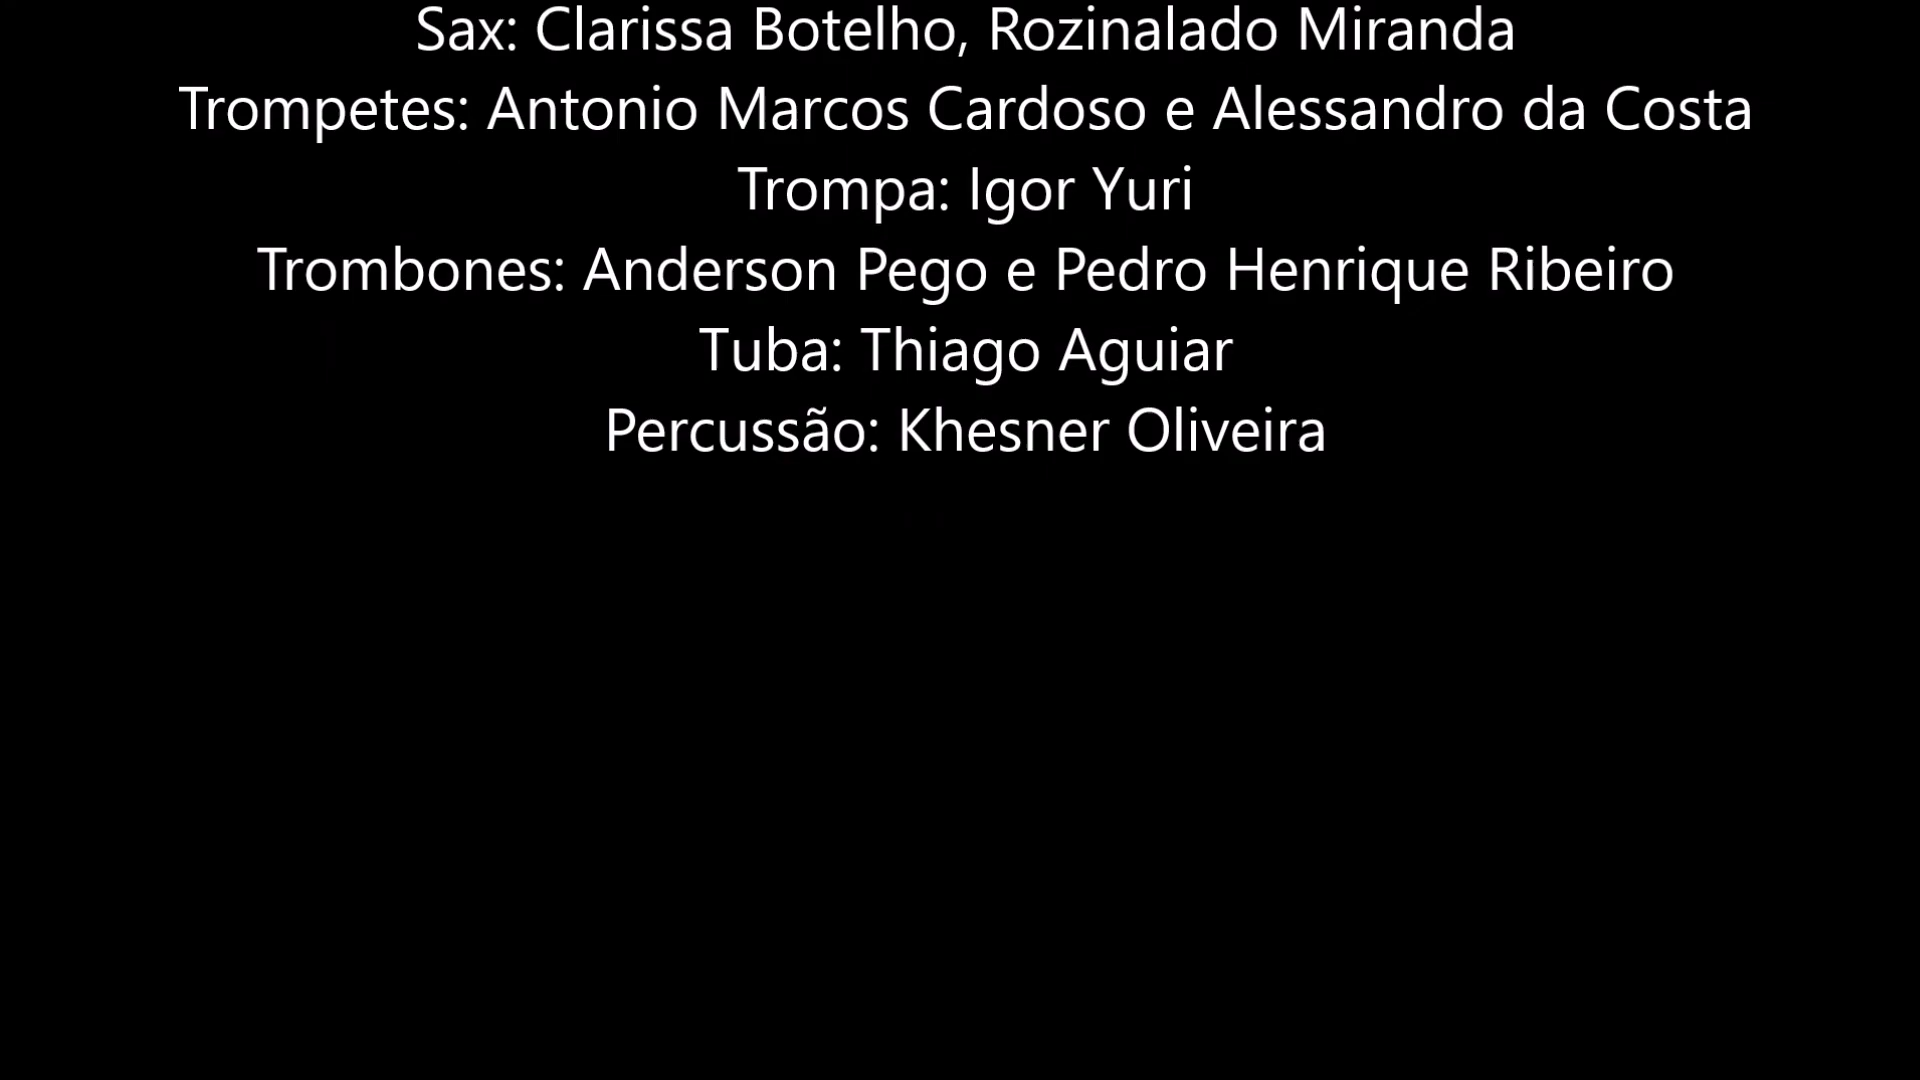 Sax: Clarissa Botelho, Rozinalado Miranda
Trompetes: Antonio Marcos Cardoso e Alessandro da Costa
Trompa: Igor Yuri
Trombones: Anderson Pego e Pedro Henrique Ribeiro
Tuba: Thiago Aguiar
Percussão: Khesner Oliveira